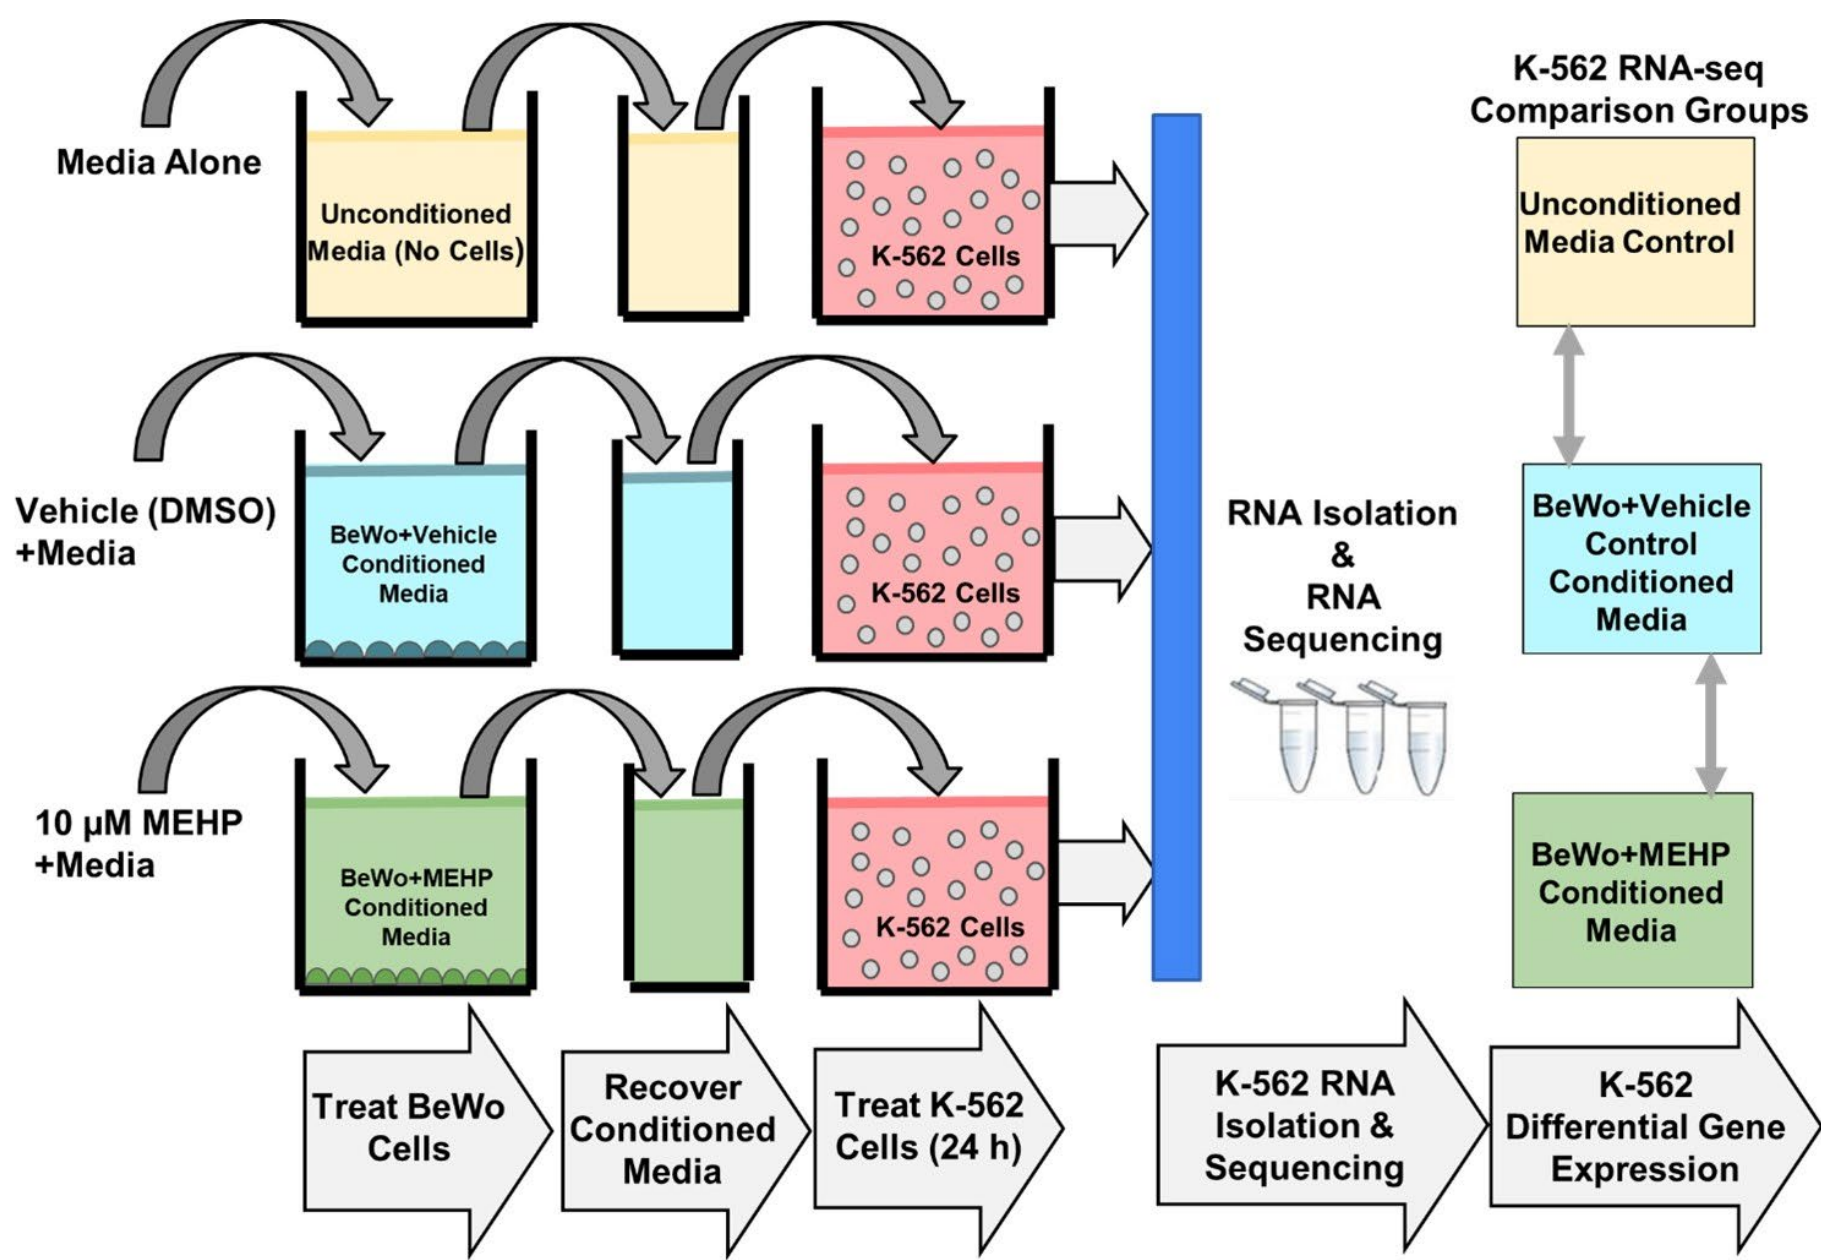 Media Alone
Unconditioned
Media (No Cells)
K-562 Cells
Vehicle (DMSO)
+Media
BeWo+Vehicle
Conditioned
Media
K-562 Cells
10 µM MEHP
+Media
BeWo+MEHP
Conditioned
Media
K-562 Cells
RNA Isolation
&
RNA
Sequencing
K-562 RNA-seq
Comparison Groups
Unconditioned
Media Control
BeWo+Vehicle
Control
Conditioned
Media
BeWo+MEHP
Conditioned
Media
Treat BeWo
Cells
Recover
Conditioned
Media
Treat K-562
Cells (24 h)
K-562 RNA
Isolation &
Sequencing
K-562
Differential Gene
Expression